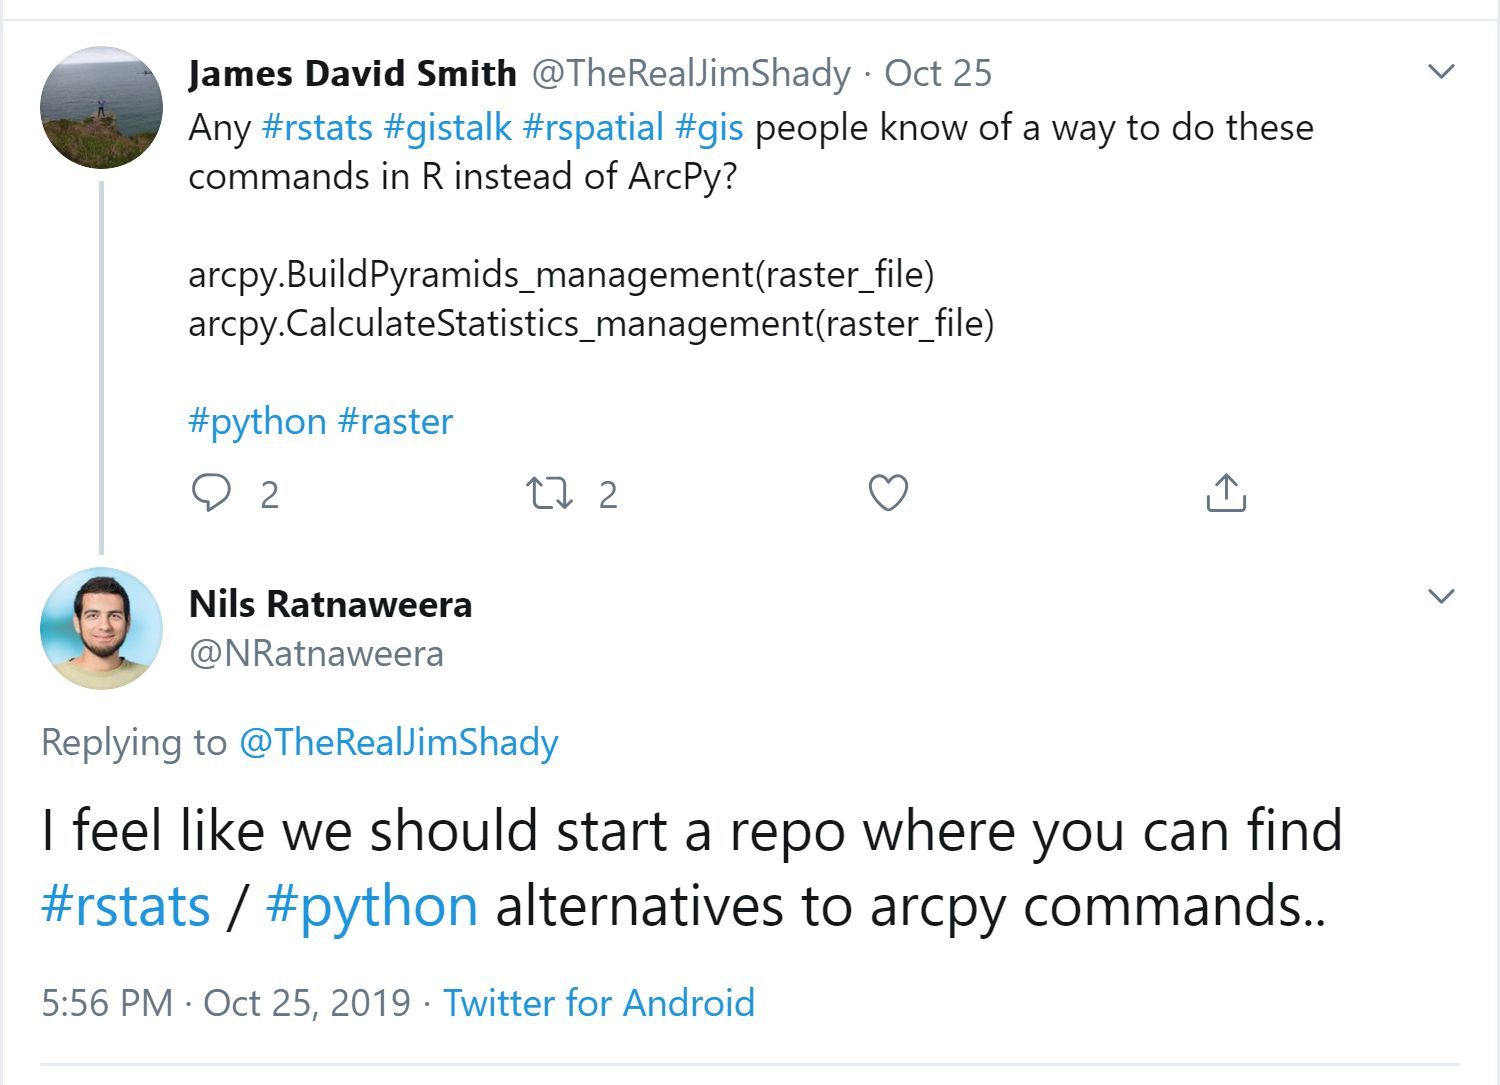 James David Smith @TheRealJimShady · Oct 25
Any #rstats #gistalk #rspatial #gis people know of a way to do these
commands in R instead of ArcPy?
arcpy.BuildPyramids_management(raster_file)
arcpy.CalculateStatistics_management(raster_file)
#python #raster
2 2
Nils Ratnaweera
@NRatnaweera
Replying to @TheRealJimShady
I feel like we should start a repo where you can find
#rstats / #python alternatives to arcpy commands..
5:56 PM · Oct 25, 2019 · Twitter for Android